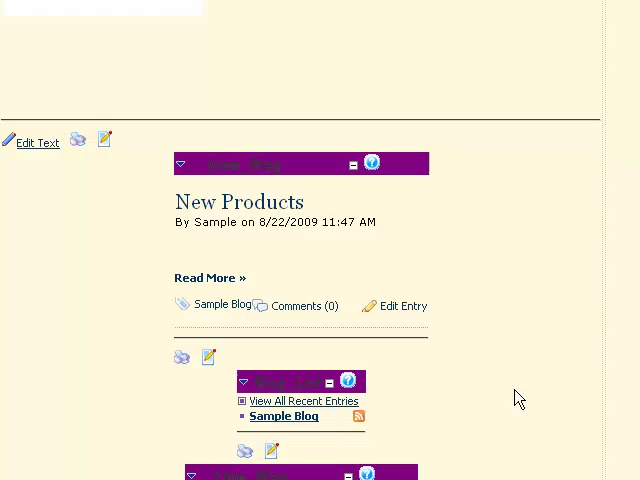 Edit Text
New Products
By Sample on 8/22/2009 11:47 AM
Read More »
Sample Blog Comments (0) Edit Entry
View All Recent Entries
Sample Blog